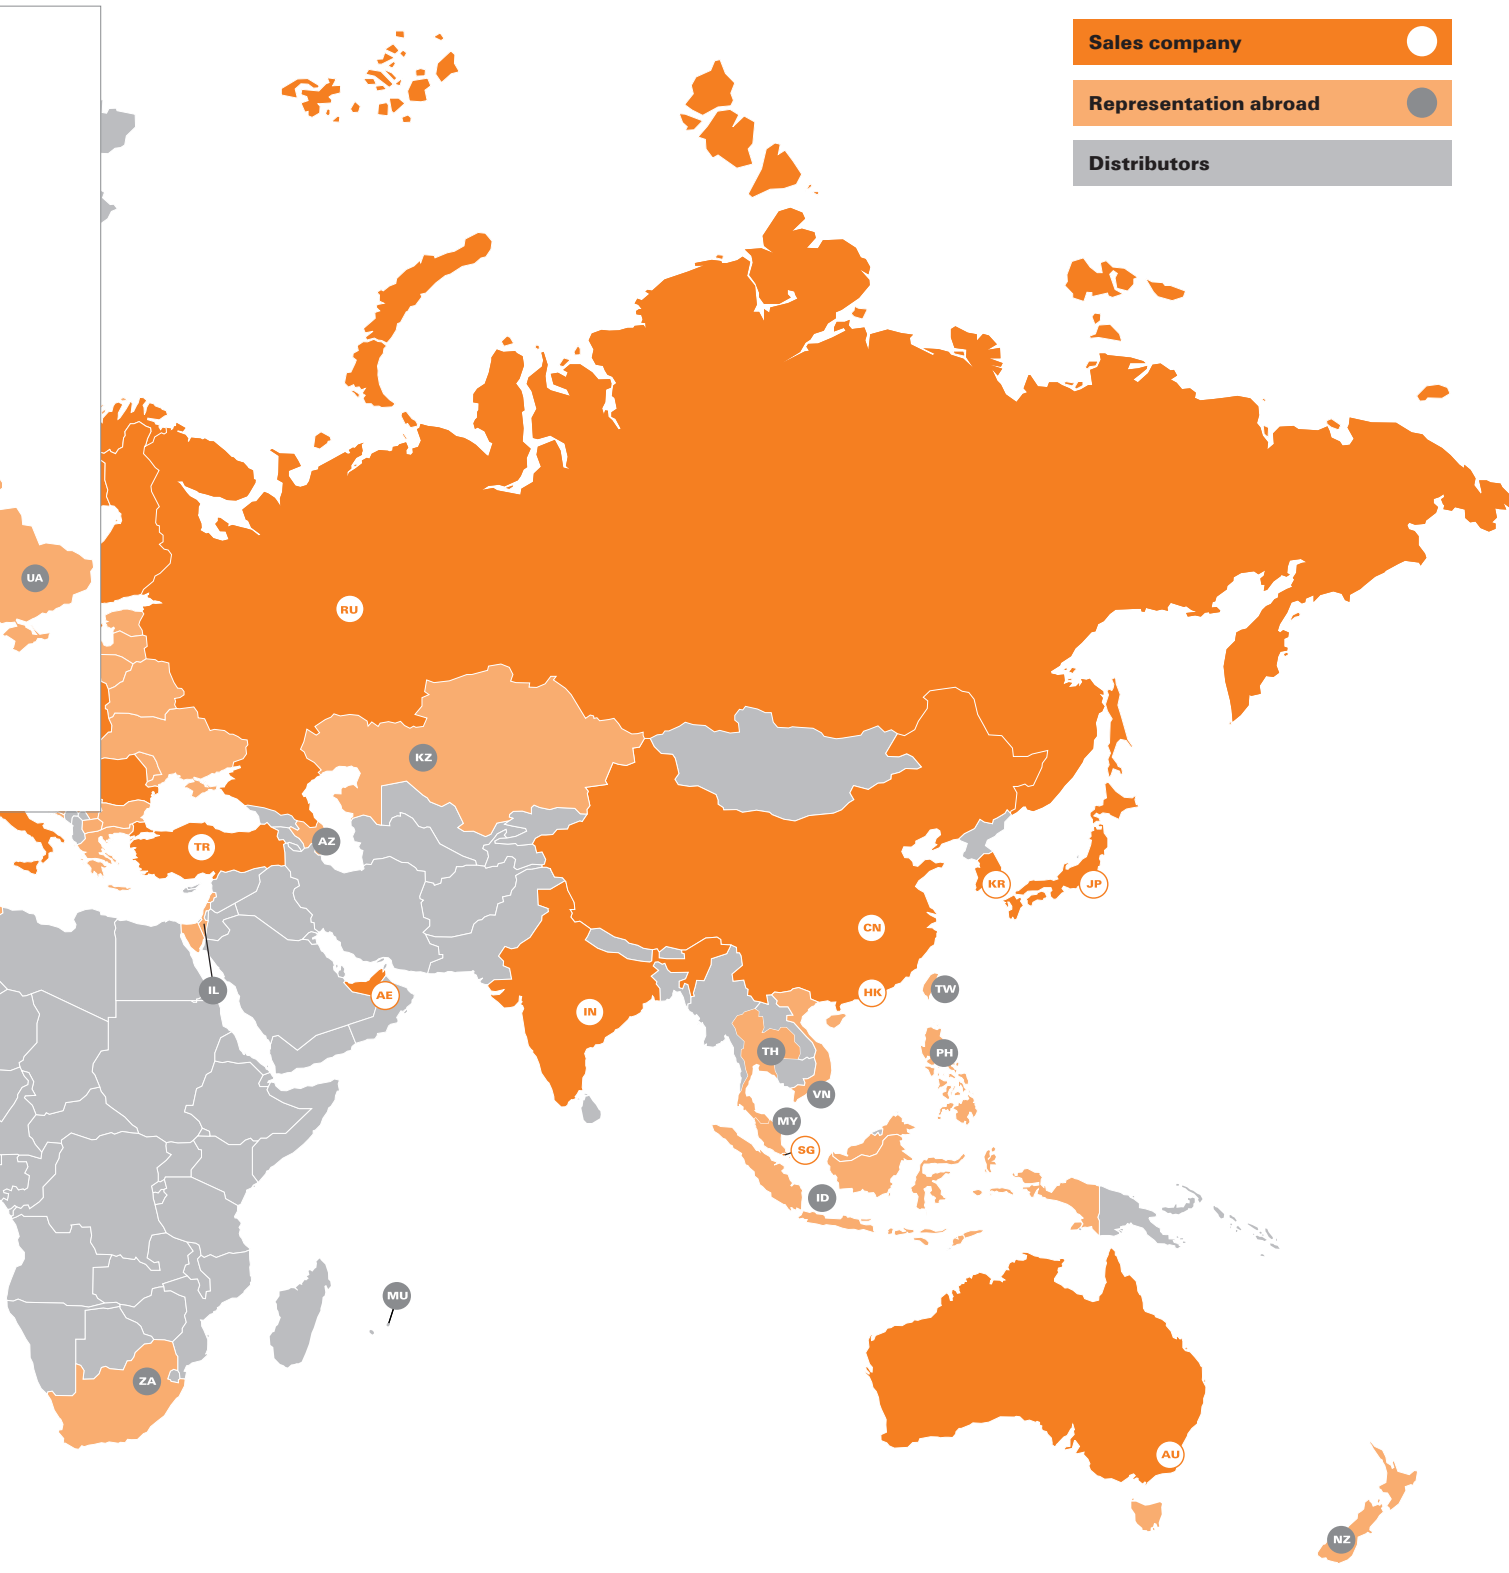 Sales company
Representation abroad
Distributors
UA
RU
KZ
TR
AZ
KR
JP
CN
IL
AE
HK
TW
IN
TH
PH
VN
MY
SG
ID
MU
ZA
AU
NZ